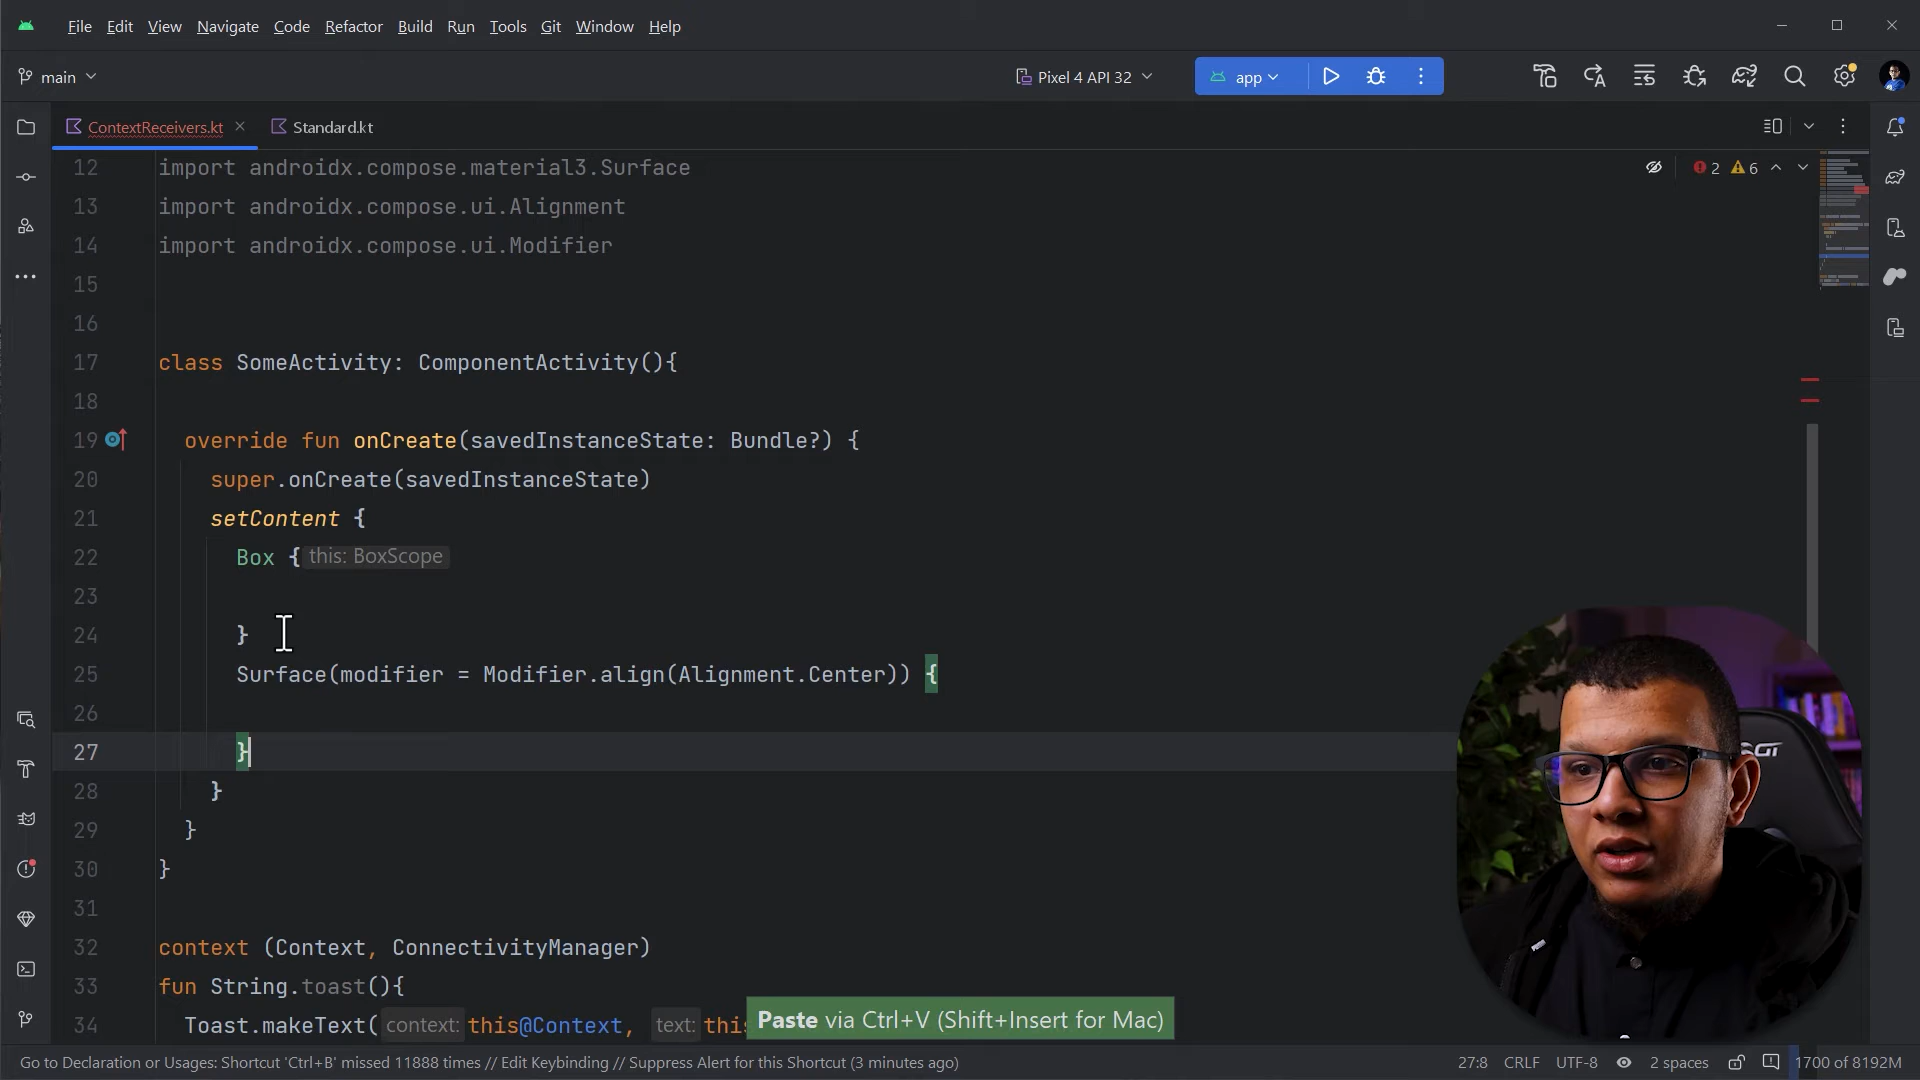 File Edit View Navigate Code Refactor Build Run Tools Git Window Help
main Pixel 4 API 32 app
ContextReceivers.kt Standard.kt
12 import androidx.compose.material3.Surface 2 6
13 import androidx.compose.ui.Alignment
14 import androidx.compose.ui.Modifier
15
16
17 class SomeActivity: ComponentActivity(){
18
19 override fun onCreate(savedInstanceState: Bundle?) {
20 super.onCreate(savedInstanceState)
21 setContent {
22 Box { this: BoxScope
23
24 }
25 Surface(modifier = Modifier.align(Alignment.Center)) {
26
27 }
28 }
29 }
30 }
31
32 context (Context, ConnectivityManager)
33 fun String.toast(){
34 Toast.makeText( context: this@Context, text: this
Paste via Ctrl+V (Shift+Insert for Mac)
Go to Declaration or Usages: Shortcut 'Ctrl+B' missed 11888 times // Edit Keybinding // Suppress Alert for this Shortcut (3 minutes ago) 27:8 CRLF UTF-8 2 spaces 1700 of 8192M